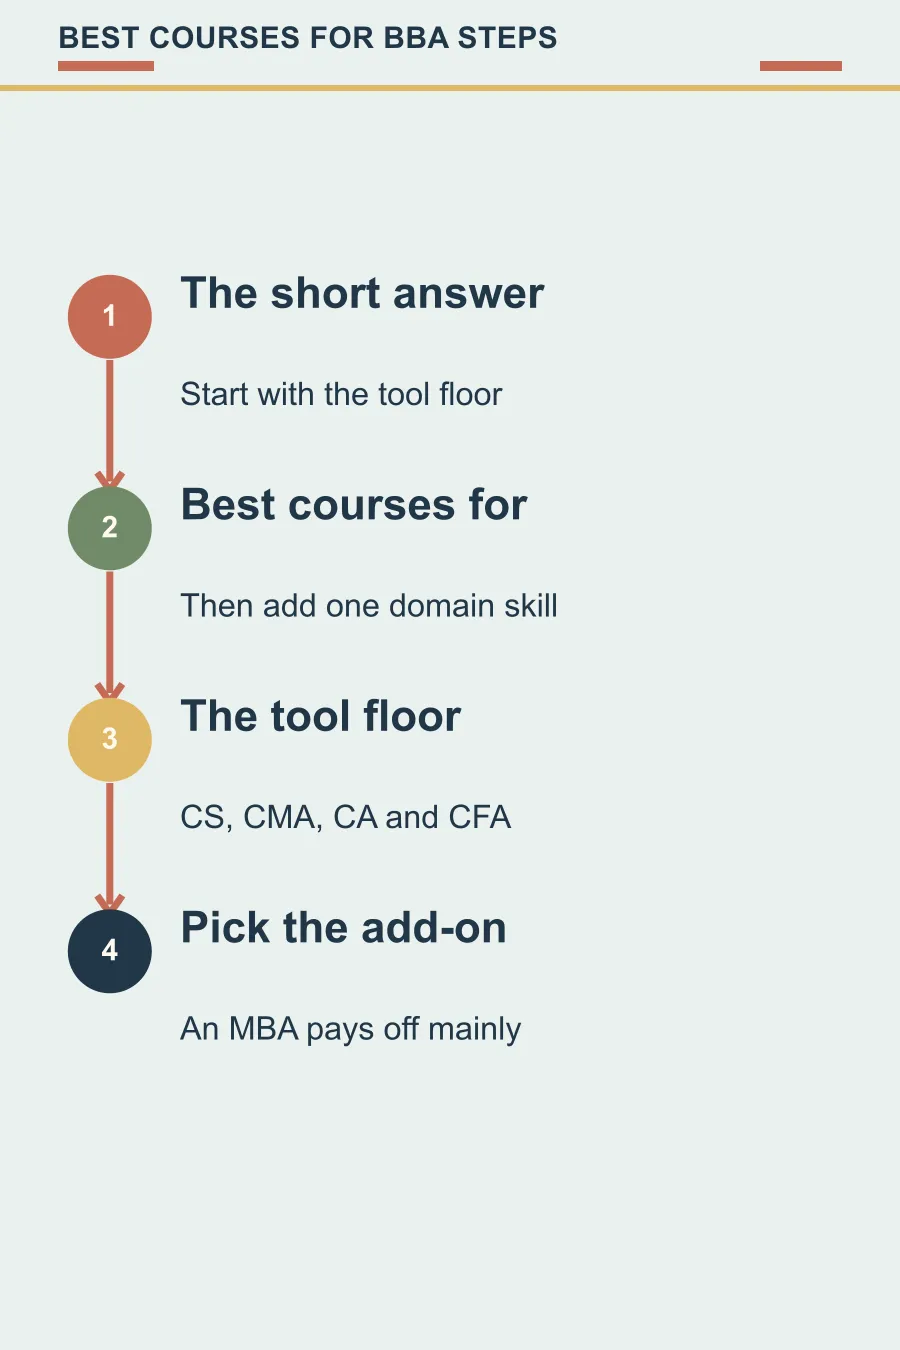 BEST COURSES FOR BBA STEPS
1
The short answer
Start with the tool floor
2
Best courses for
Then add one domain skill
3
The tool floor
CS, CMA, CA and CFA
4
Pick the add-on
An MBA pays off mainly